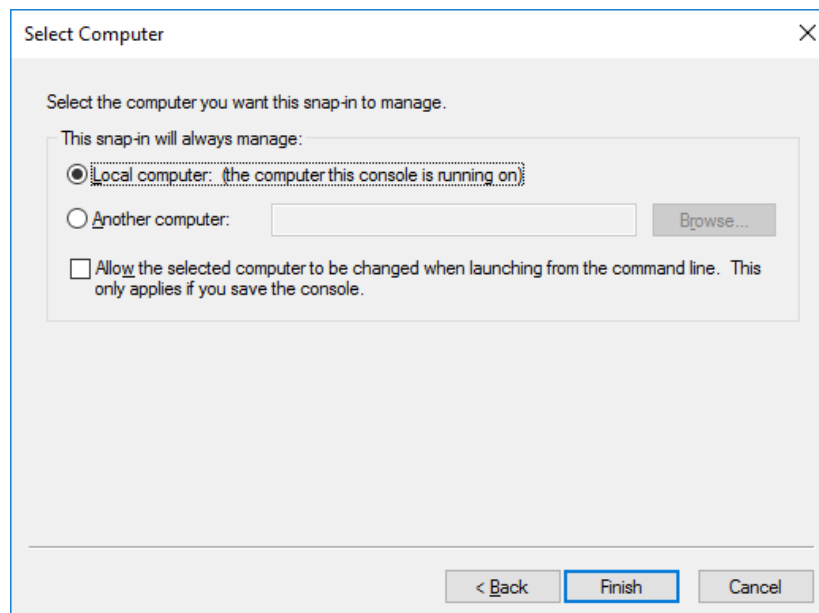 Select Computer
Select the computer you want this snap-in to manage.
This snap-in will always manage:
Local computer:  (the computer this console is running on)
Another computer:
Browse...
Allow the selected computer to be changed when launching from the command line.  This
only applies if you save the console.
< Back
Finish
Cancel